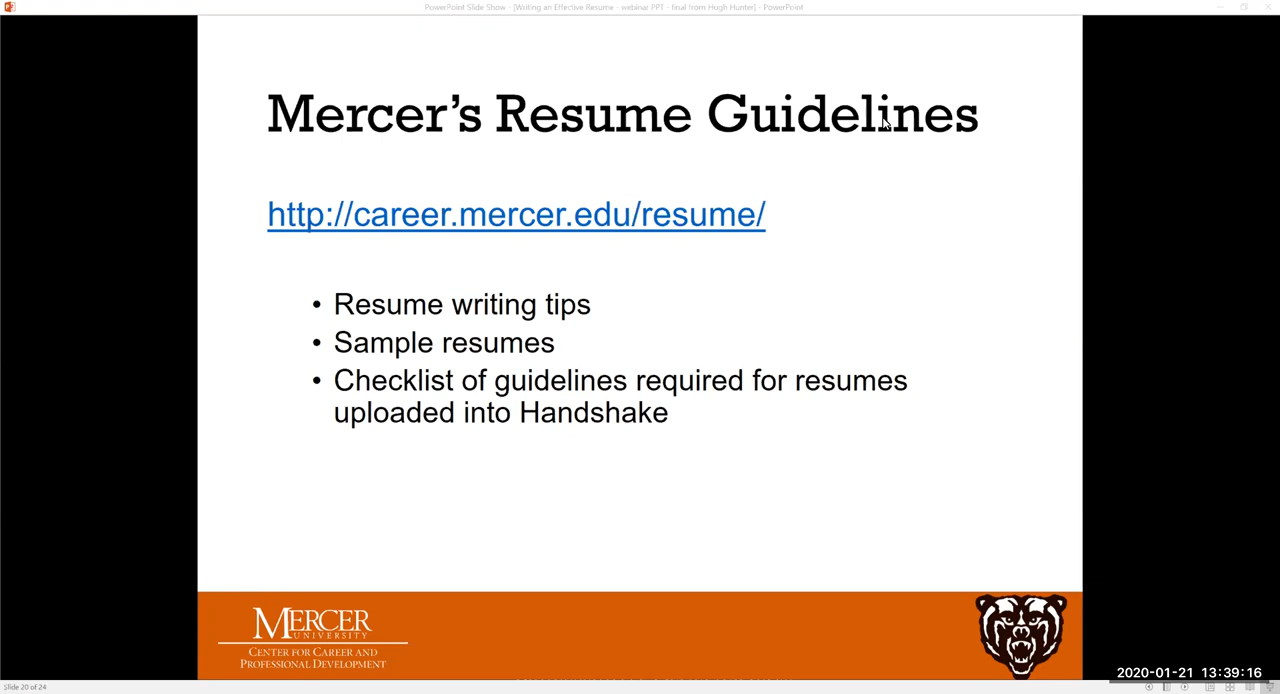 PowerPoint Slide Show - [Writing an Effective Resume - webinar PPT - final from Hugh Hunter] - PowerPoint
Mercer's Resume Guidelines
http://career.mercer.edu/resume/
• Resume writing tips
• Sample resumes
• Checklist of guidelines required for resumes
uploaded into Handshake
MERCER
UNIVERSITY
CENTER FOR CAREER AND
PROFESSIONAL DEVELOPMENT
2020-01-21 13:39:16
Slide 20 of 24